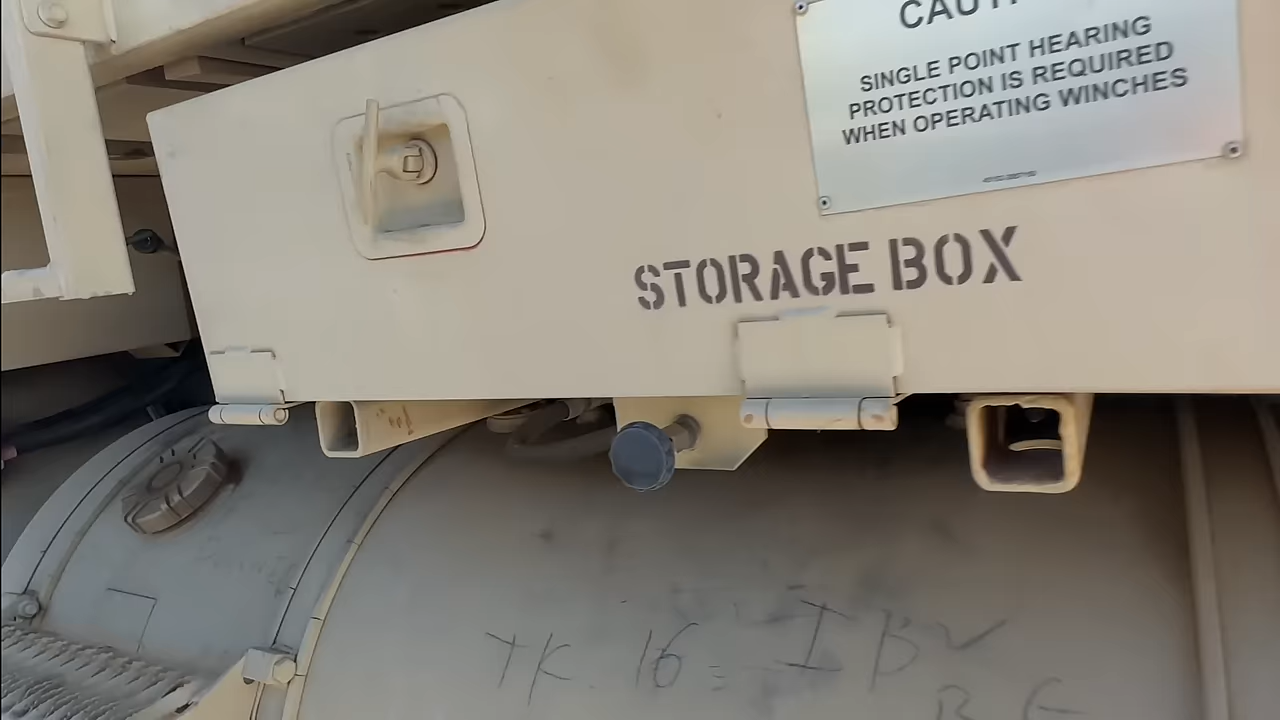 SINGLE POINT HEARING
PROTECTION IS REQUIRED
WHEN OPERATING WINCHES
STORAGE BOX
TK. 16